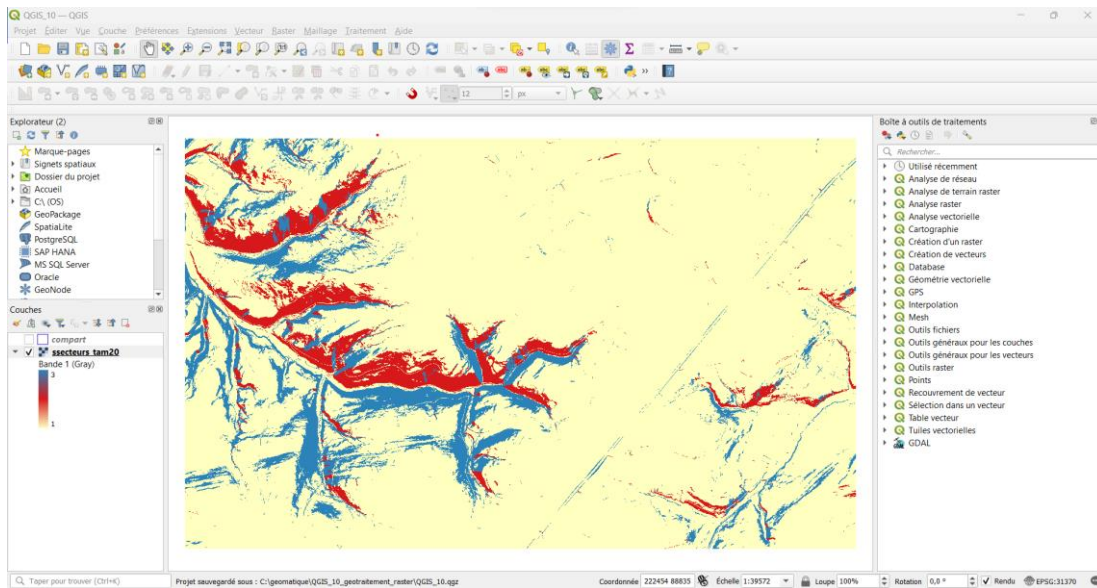 QGIS_10 — QGIS
Projet Éditer Vue Couche Préférences Extensions Vecteur Raster Maillage Traitement Aide
12 px
Explorateur (2)
Marque-pages
Signets spatiaux
Dossier du projet
Accueil
C:\ (OS)
GeoPackage
SpatiaLite
PostgreSQL
SAP HANA
MS SQL Server
Oracle
GeoNode
Couches
compart
ssecteurs_tam20
Bande 1 (Gray)
3
1
Boîte à outils de traitements
Rechercher...
Utilisé récemment
Analyse de réseau
Analyse de terrain raster
Analyse raster
Analyse vectorielle
Cartographie
Création d'un raster
Création de vecteurs
Database
Géométrie vectorielle
GPS
Interpolation
Mesh
Outils fichiers
Outils généraux pour les couches
Outils généraux pour les vecteurs
Outils raster
Points
Recouvrement de vecteur
Sélection dans un vecteur
Table vecteur
Tuiles vectorielles
GDAL
Taper pour trouver (Ctrl+K)
Projet sauvegardé sous : C:\geomatique\QGIS_10_geotraitement_raster\QGIS_10.qgz
Coordonnée 222454 88835 Échelle 1:39572 Loupe 100% Rotation 0,0 ° Rendu EPSG:31370